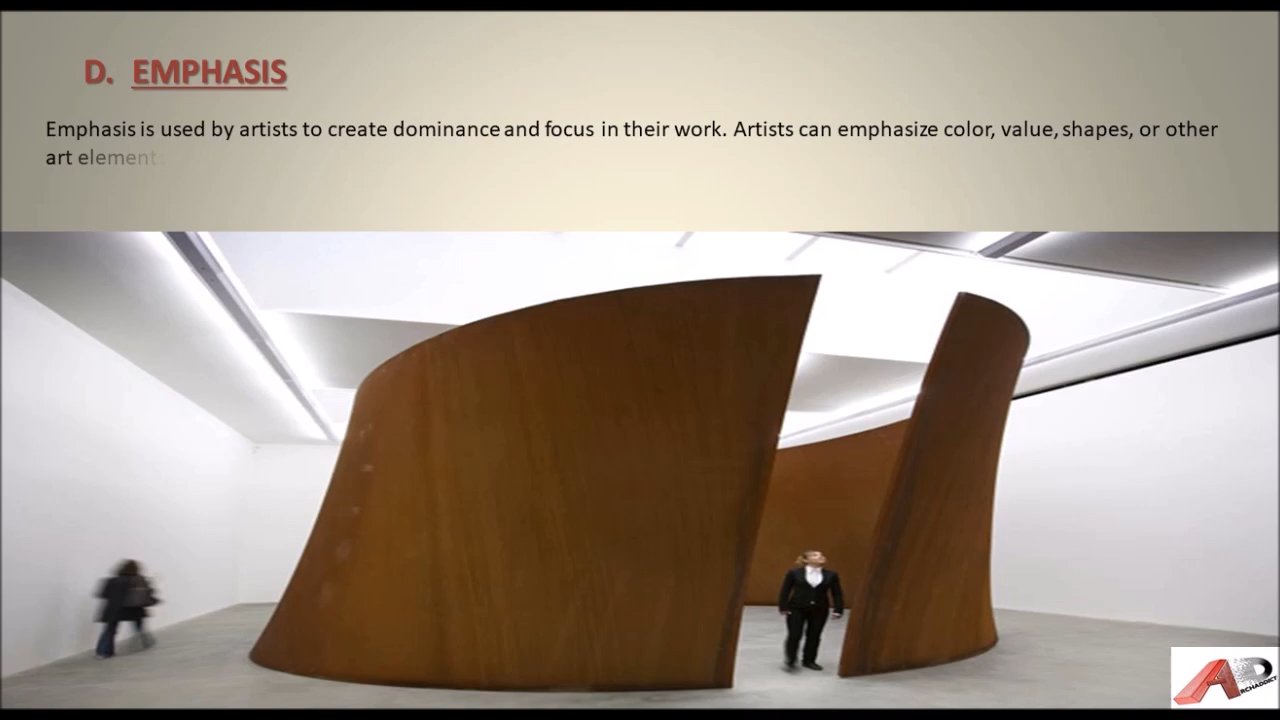 D. EMPHASIS
Emphasis is used by artists to create dominance and focus in their work. Artists can emphasize color, value, shapes, or other
art element
ARCHADDICT